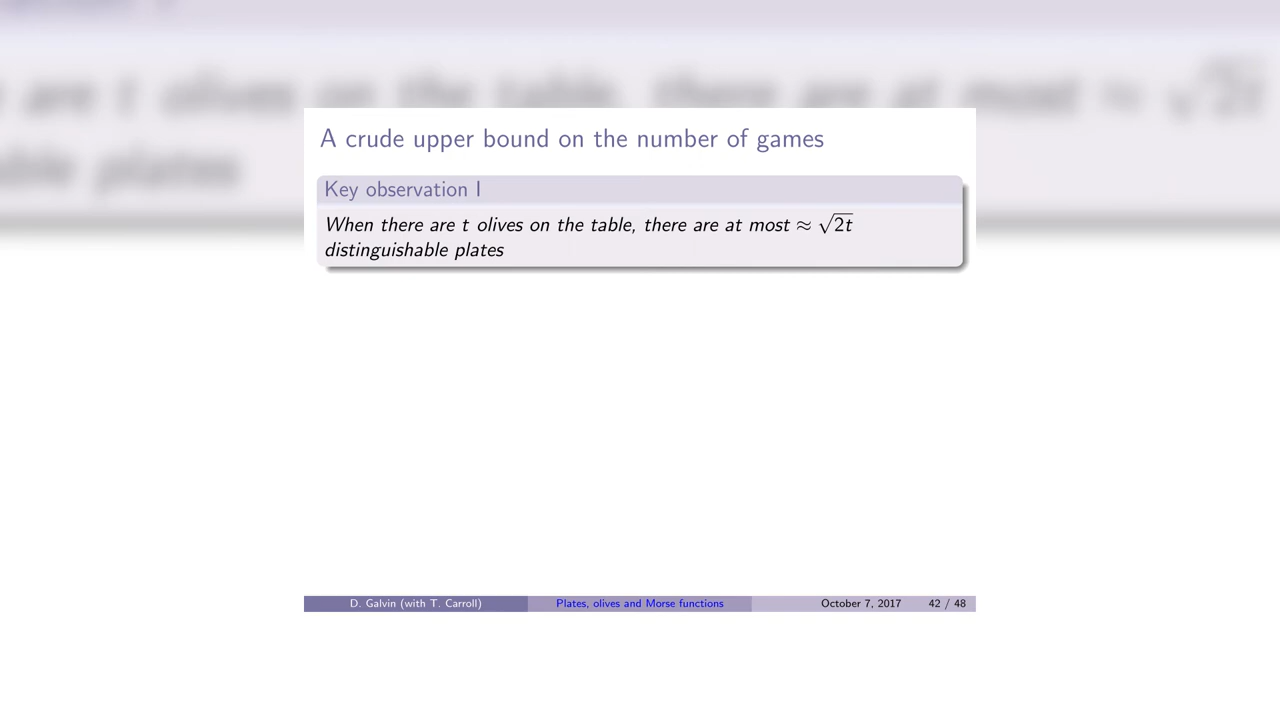 A crude upper bound on the number of games
Key observation I
When there are t olives on the table, there are at most ≈ √2t
distinguishable plates
D. Galvin (with T. Carroll) Plates, olives and Morse functions October 7, 2017 42 / 48